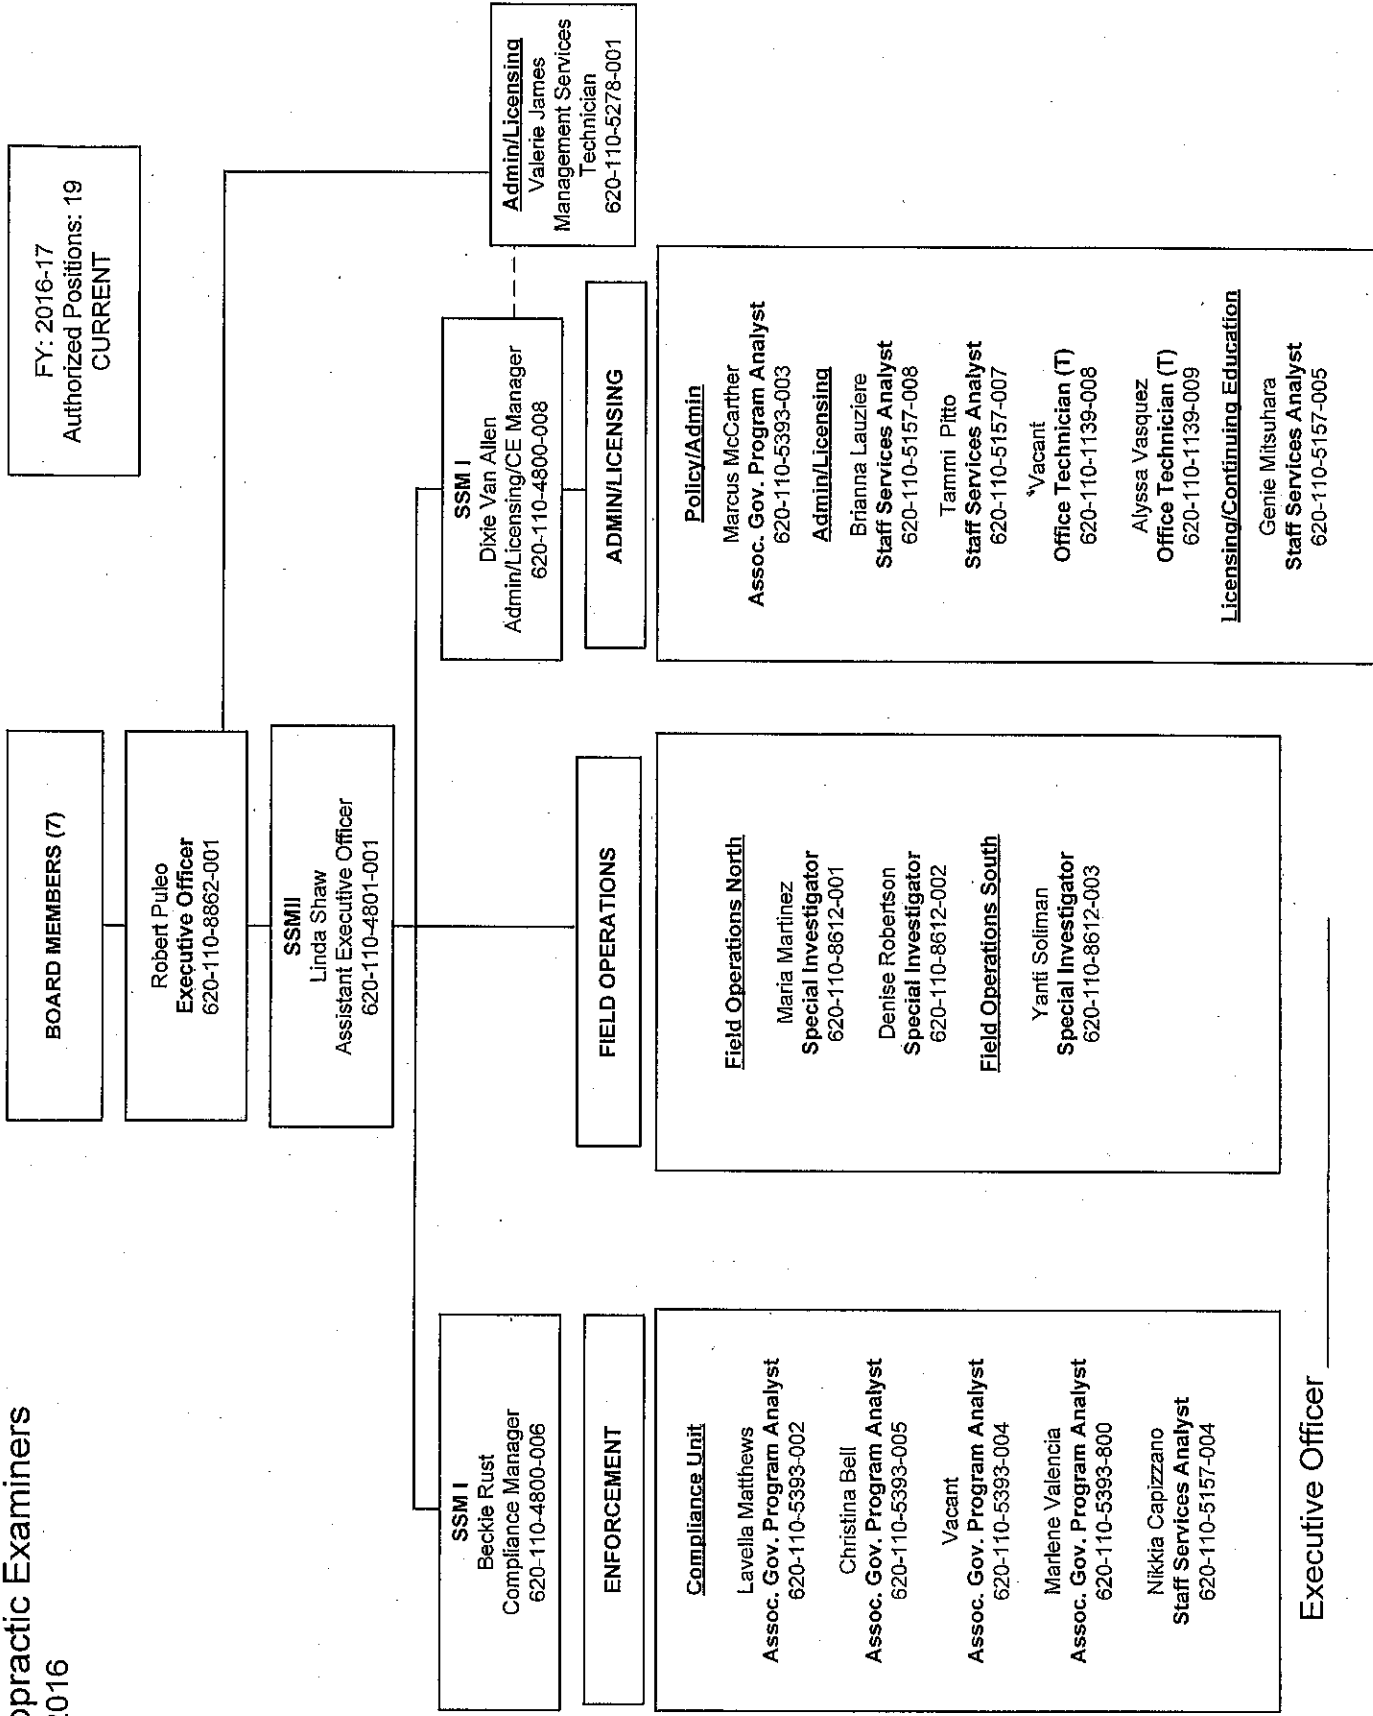 opractic Examiners
2016
FY: 2016-17
Authorized Positions: 19
CURRENT
BOARD MEMBERS (7)
Robert Puleo
Executive Officer
620-110-8862-001
SSMII
Linda Shaw
Assistant Executive Officer
620-110-4801-001
Admin/Licensing
Valerie James
Management Services
Technician
620-110-5278-001
SSM I
Beckie Rust
Compliance Manager
620-110-4800-006
SSM I
Dixie Van Allen
Admin/Licensing/CE Manager
620-110-4800-008
ENFORCEMENT
Compliance Unit
Lavella Matthews
Assoc. Gov. Program Analyst
620-110-5393-002
Christina Bell
Assoc. Gov. Program Analyst
620-110-5393-005
Vacant
Assoc. Gov. Program Analyst
620-110-5393-004
Marlene Valencia
Assoc. Gov. Program Analyst
620-110-5393-800
Nikkia Capizzano
Staff Services Analyst
620-110-5157-004
FIELD OPERATIONS
Field Operations North
Maria Martinez
Special Investigator
620-110-8612-001
Denise Robertson
Special Investigator
620-110-8612-002
Field Operations South
Yanti Soliman
Special Investigator
620-110-8612-003
ADMIN/LICENSING
Policy/Admin
Marcus McCarther
Assoc. Gov. Program Analyst
620-110-5393-003
Admin/Licensing
Brianna Lauziere
Staff Services Analyst
620-110-5157-008
Tammi Pitto
Staff Services Analyst
620-110-5157-007
*Vacant
Office Technician (T)
620-110-1139-008
Alyssa Vasquez
Office Technician (T)
620-110-1139-009
Licensing/Continuing Education
Genie Mitsuhara
Staff Services Analyst
620-110-5157-005
Executive Officer